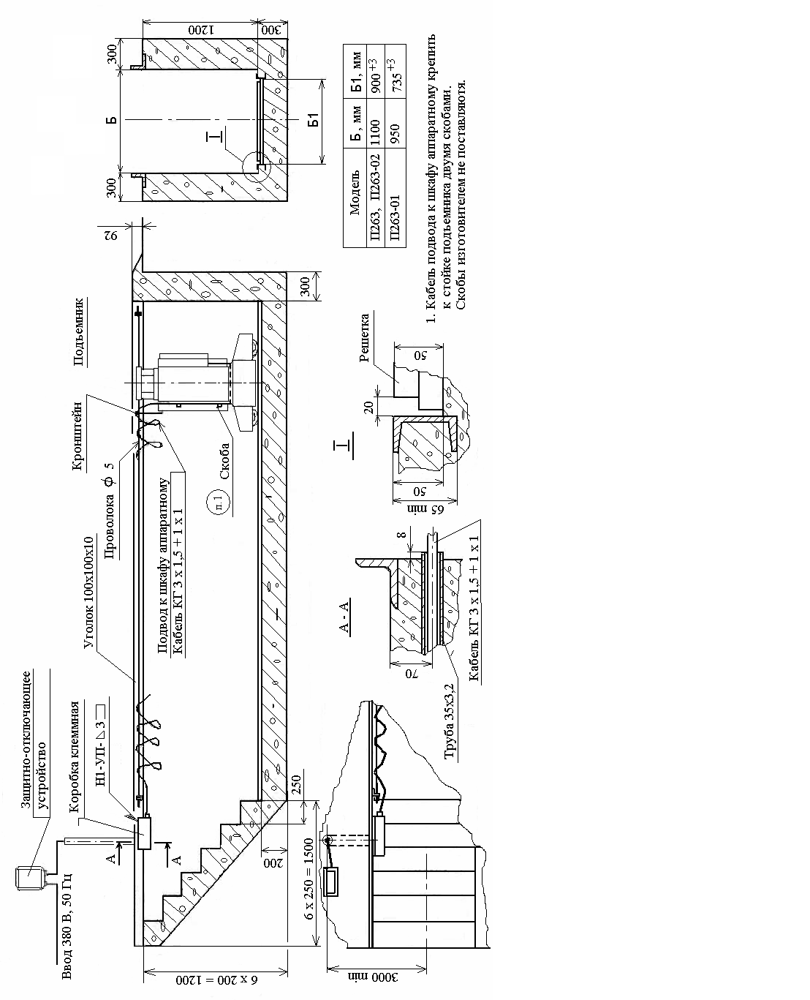 Защитно-отключающее
устройство
Ввод 380 В, 50 Гц
Коробка клеммная
Н1-УП-⊿3□
Уголок 100х100х10
Проволока ϕ 5
Кронштейн
Подъемник
Подвод к шкафу аппаратному
Кабель КГ 3 х 1,5 + 1 х 1
п.1
Скоба
А
А
92
300
200
250
6 х 250 = 1500
6 х 200 = 1200
300
Б
300
1200
300
Б1
I
Модель Б , мм Б1, мм
П263, П263-02 1100 900 +3
П263-01 950 735 +3
3000 min
А - А
70
8
Труба 35х3,2
Кабель КГ 3 х 1,5 + 1 х 1
I
Решетка
20
50
50
65 min
1. Кабель подвода к шкафу аппаратному крепить
к стойке подъемника двумя скобами.
Скобы изготовителем не поставляютя.